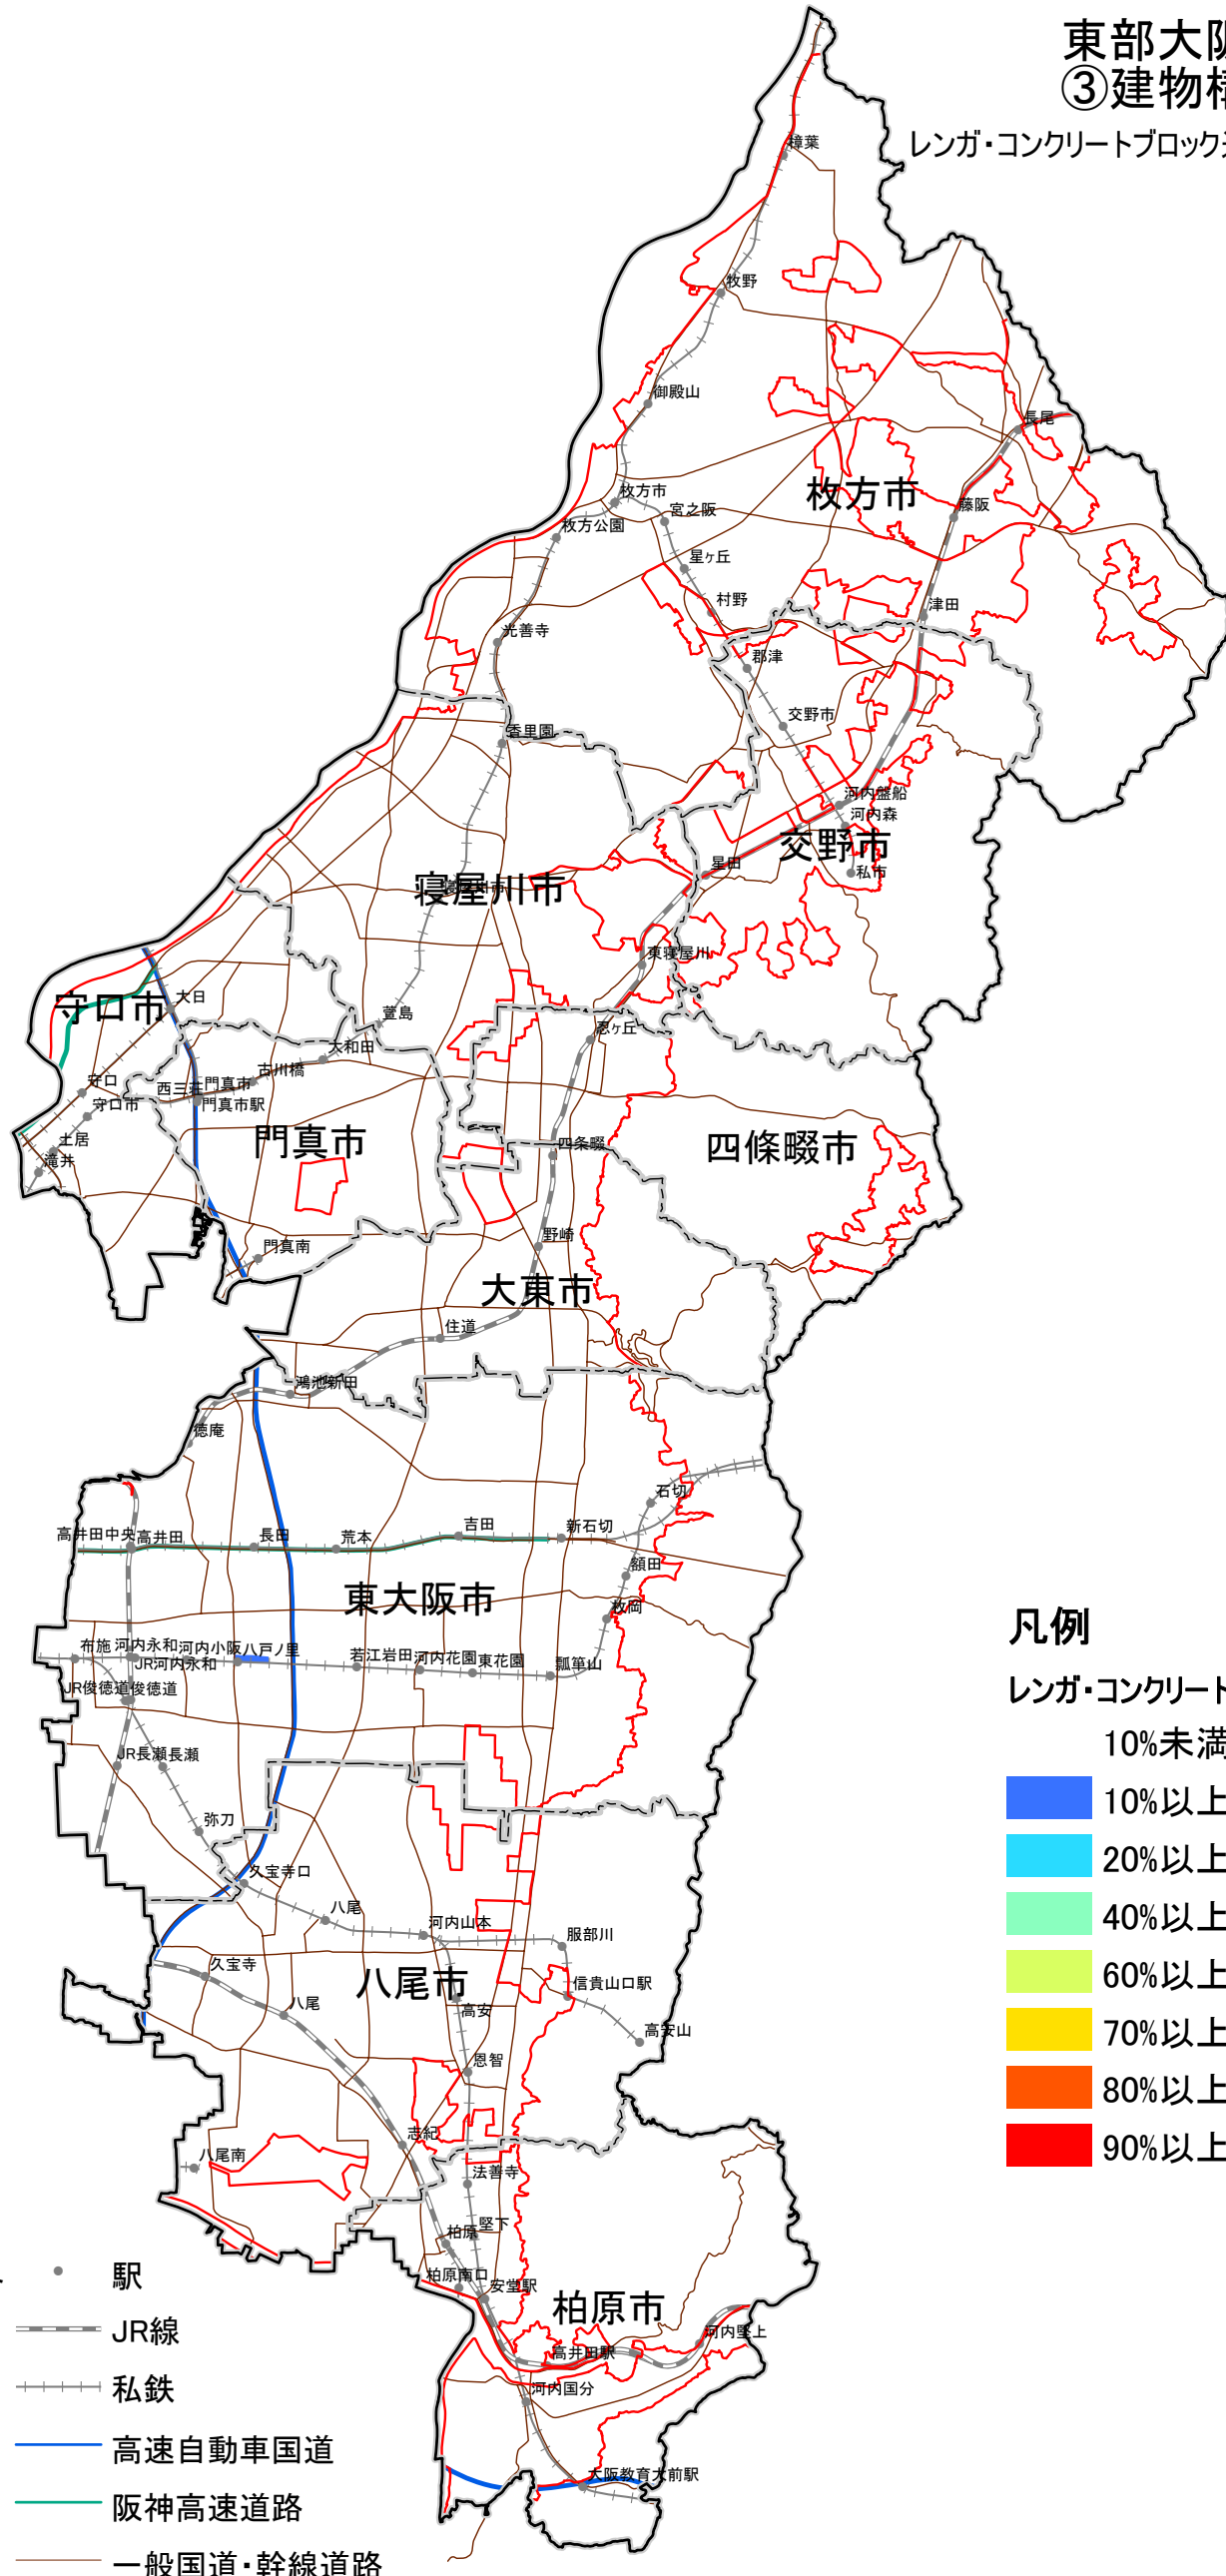 東部大阪
③建物構
レンガ・コンクリートブロック造
樟葉
牧野
御殿山
長尾
枚方市
枚方市
藤阪
宮之阪
枚方公園
星ヶ丘
村野
津田
光善寺
郡津
交野市
香里園
河内盤船
河内森
交野市
星田
私市
寝屋川市
東寝屋川
守口市
大日
萱島
忍ヶ丘
大和田
古川橋
西三荘
門真市
門真市駅
守口
守口市
土居
滝井
門真市
四条畷
四條畷市
門真南
野崎
大東市
住道
鴻池新田
徳庵
石切
高井田中央
高井田
長田
荒本
吉田
新石切
額田
東大阪市
枚岡
布施
河内永和
JR河内永和
河内小阪
八戸ノ里
若江岩田
河内花園
東花園
瓢箪山
JR俊徳道
俊徳道
JR長瀬
長瀬
弥刀
久宝寺口
八尾
河内山本
服部川
久宝寺
八尾市
信貴山口駅
八尾
高安
高安山
恩智
志紀
八尾南
法善寺
柏原
堅下
柏原南口
安堂駅
柏原市
高井田駅
河内堅上
河内国分
大阪教育大前駅
凡例
レンガ・コンクリート
10%未満
10%以上
20%以上
40%以上
60%以上
70%以上
80%以上
90%以上
駅
JR線
私鉄
高速自動車国道
阪神高速道路
一般国道・幹線道路